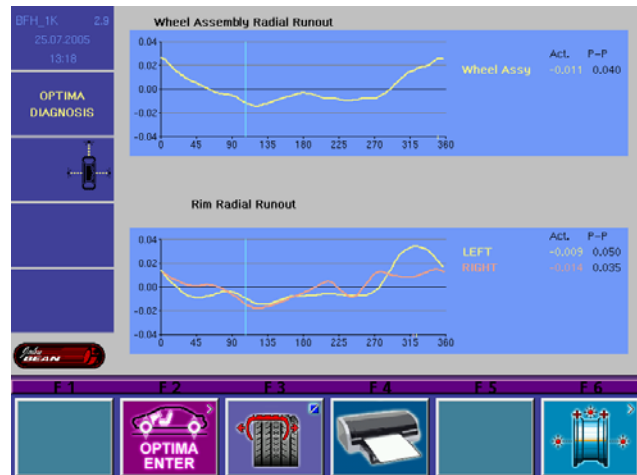 BFH_1K 2.9
25.07.2005
13:18
OPTIMA
DIAGNOSIS
Wheel Assembly Radial Runout
0.04
0.02
0.00
-0.02
-0.04
0 45 90 135 180 225 270 315 360
Act. P-P
Wheel Assy -0.011 0.040
Rim Radial Runout
0.04
0.02
0.00
-0.02
-0.04
0 45 90 135 180 225 270 315 360
Act. P-P
LEFT -0.009 0.050
RIGHT -0.014 0.035
John
BEAN
F 1 F 2 F 3 F 4 F 5 F 6
OPTIMA
ENTER